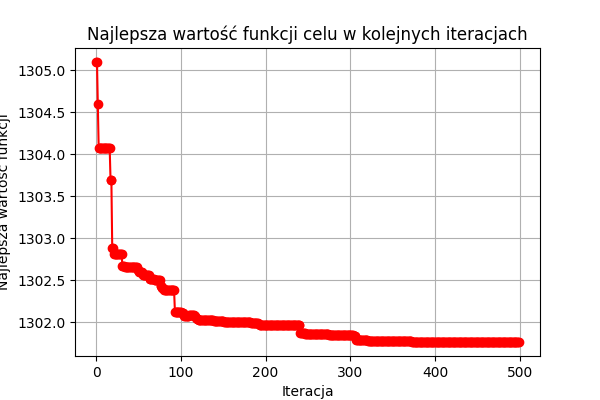 Najlepsza wartość funkcji celu w kolejnych iteracjach
Najlepsza wartość funkcji
1305.0
1304.5
1304.0
1303.5
1303.0
1302.5
1302.0
0 100 200 300 400 500
Iteracja